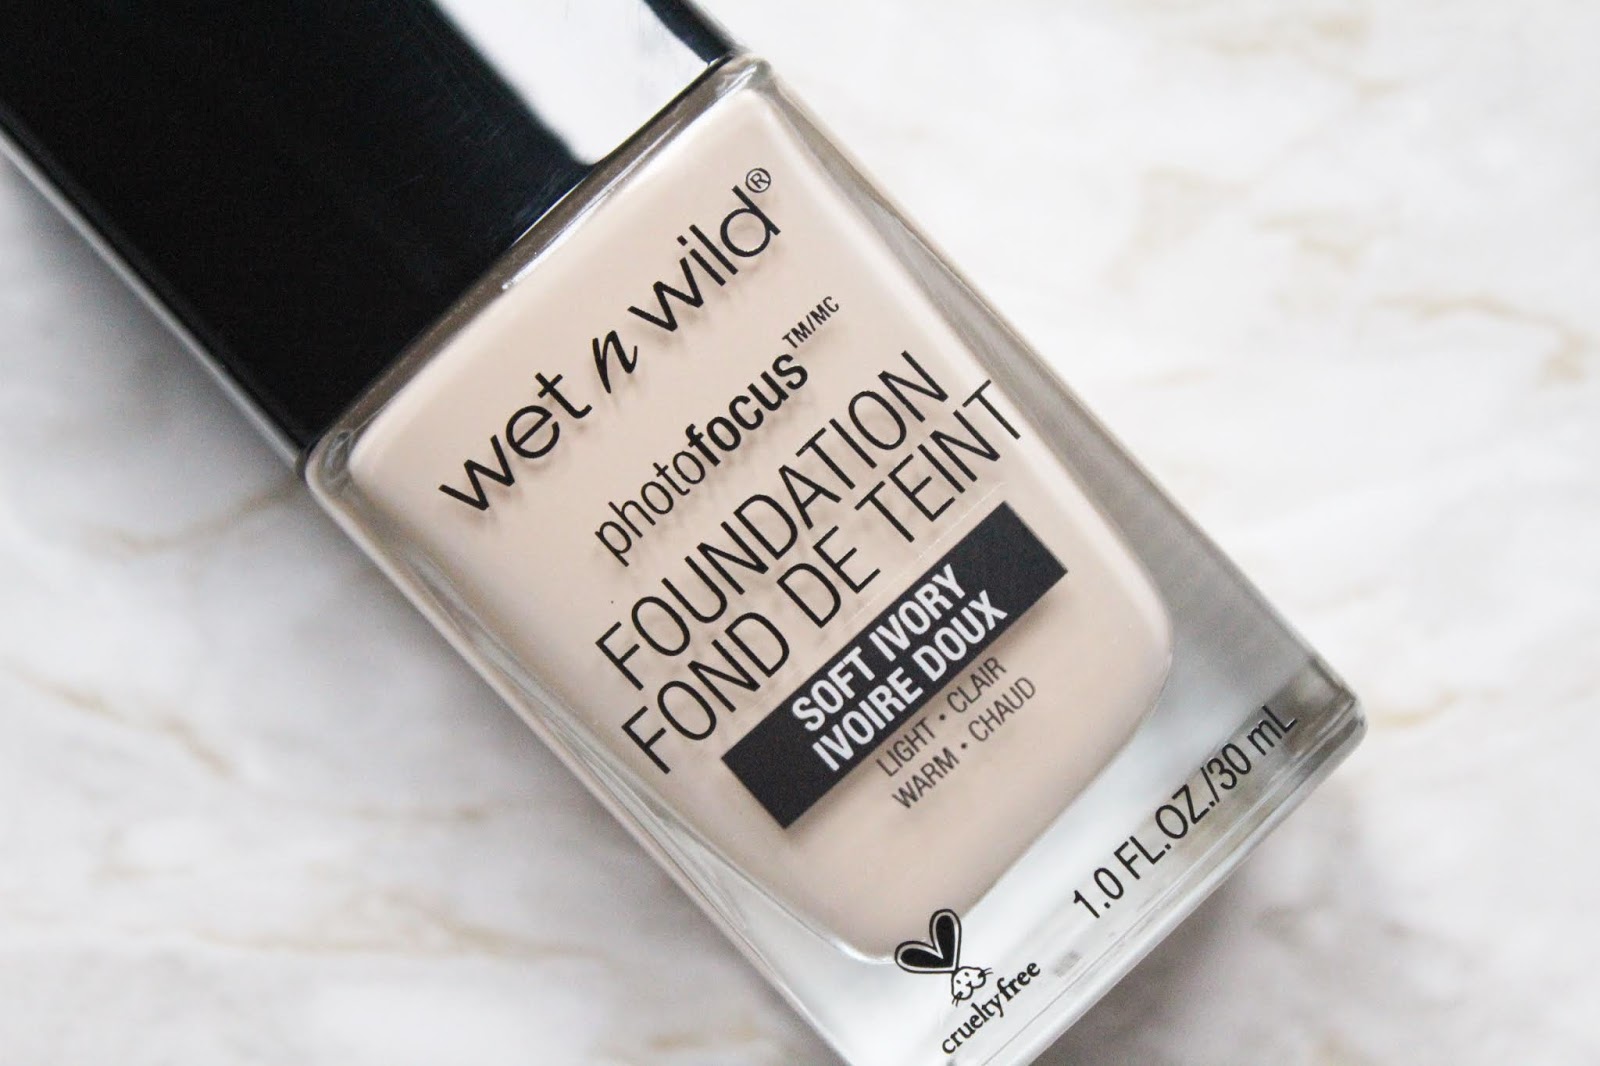 wet n wild®
photofocus™/MC
FOUNDATION
FOND DE TEINT
SOFT IVORY
IVOIRE DOUX
LIGHT • CLAIR
WARM • CHAUD
1.0 FL.OZ./30 mL
crueltyfree